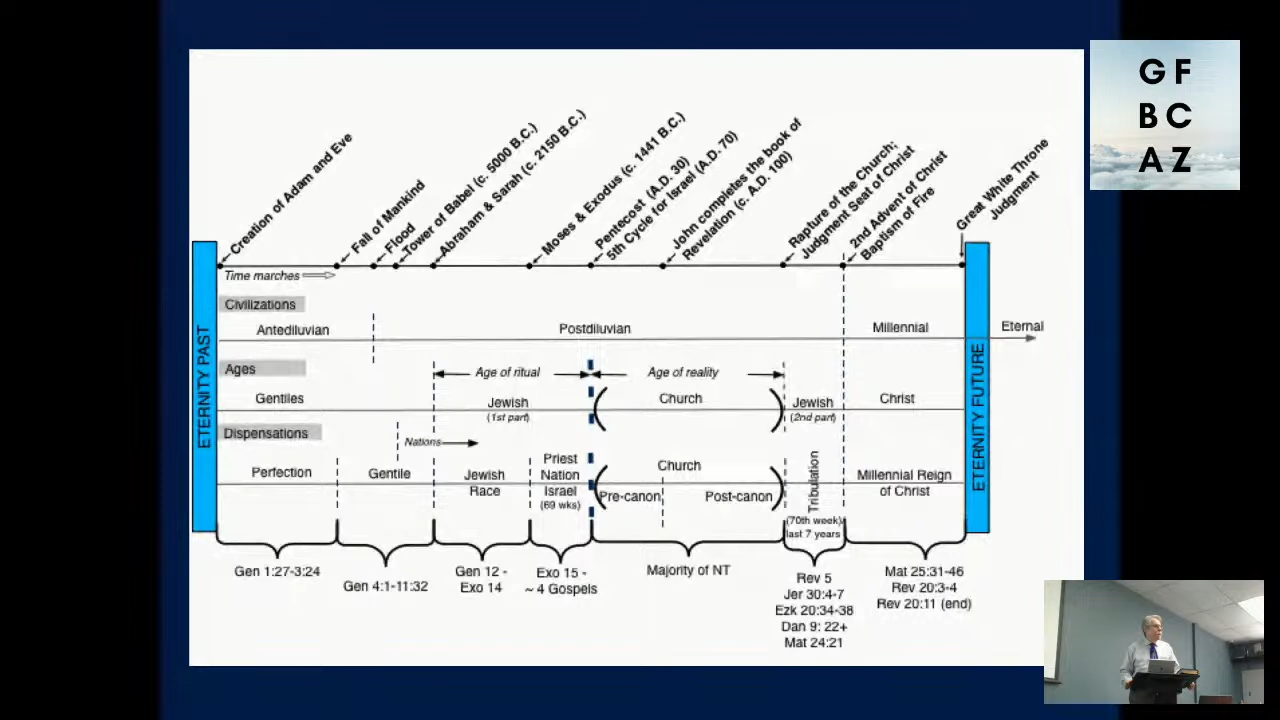 G F
B C
A Z
Creation of Adam and Eve
Fall of Mankind
Flood
Tower of Babel (c. 5000 B.C.)
Abraham & Sarah (c. 2150 B.C.)
Moses & Exodus (c. 1441 B.C.)
Pentecost (A.D. 30)
5th Cycle for Israel (A.D. 70)
John completes the book of
Revelation (c. A.D. 100)
Rapture of the Church;
Judgment Seat of Christ
2nd Advent of Christ
Baptism of Fire
Great White Throne
Judgment
ETERNITY PAST
Time marches
Civilizations
Antediluvian
Postdiluvian
Millennial
Eternal
Ages
Age of ritual
Age of reality
Gentiles
Jewish
(1st part)
Church
Jewish
(2nd part)
Christ
Dispensations
Nations
Perfection
Gentile
Jewish
Race
Priest
Nation
Israel
(69 wks)
Church
Pre-canon
Post-canon
Tribulation
(70th week)
last 7 years
Millennial Reign
of Christ
ETERNITY FUTURE
Gen 1:27-3:24
Gen 4:1-11:32
Gen 12 -
Exo 14
Exo 15 -
~ 4 Gospels
Majority of NT
Rev 5
Jer 30:4-7
Ezk 20:34-38
Dan 9: 22+
Mat 24:21
Mat 25:31-46
Rev 20:3-4
Rev 20:11 (end)